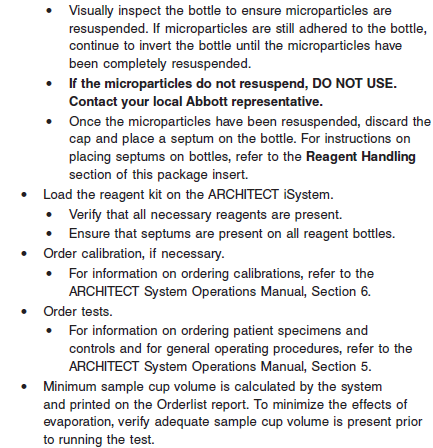 • Visually inspect the bottle to ensure microparticles are
resuspended. If microparticles are still adhered to the bottle,
continue to invert the bottle until the microparticles have
been completely resuspended.
• If the microparticles do not resuspend, DO NOT USE.
Contact your local Abbott representative.
• Once the microparticles have been resuspended, discard the
cap and place a septum on the bottle. For instructions on
placing septums on bottles, refer to the Reagent Handling
section of this package insert.
• Load the reagent kit on the ARCHITECT iSystem.
• Verify that all necessary reagents are present.
• Ensure that septums are present on all reagent bottles.
• Order calibration, if necessary.
• For information on ordering calibrations, refer to the
ARCHITECT System Operations Manual, Section 6.
• Order tests.
• For information on ordering patient specimens and
controls and for general operating procedures, refer to the
ARCHITECT System Operations Manual, Section 5.
• Minimum sample cup volume is calculated by the system
and printed on the Orderlist report. To minimize the effects of
evaporation, verify adequate sample cup volume is present prior
to running the test.